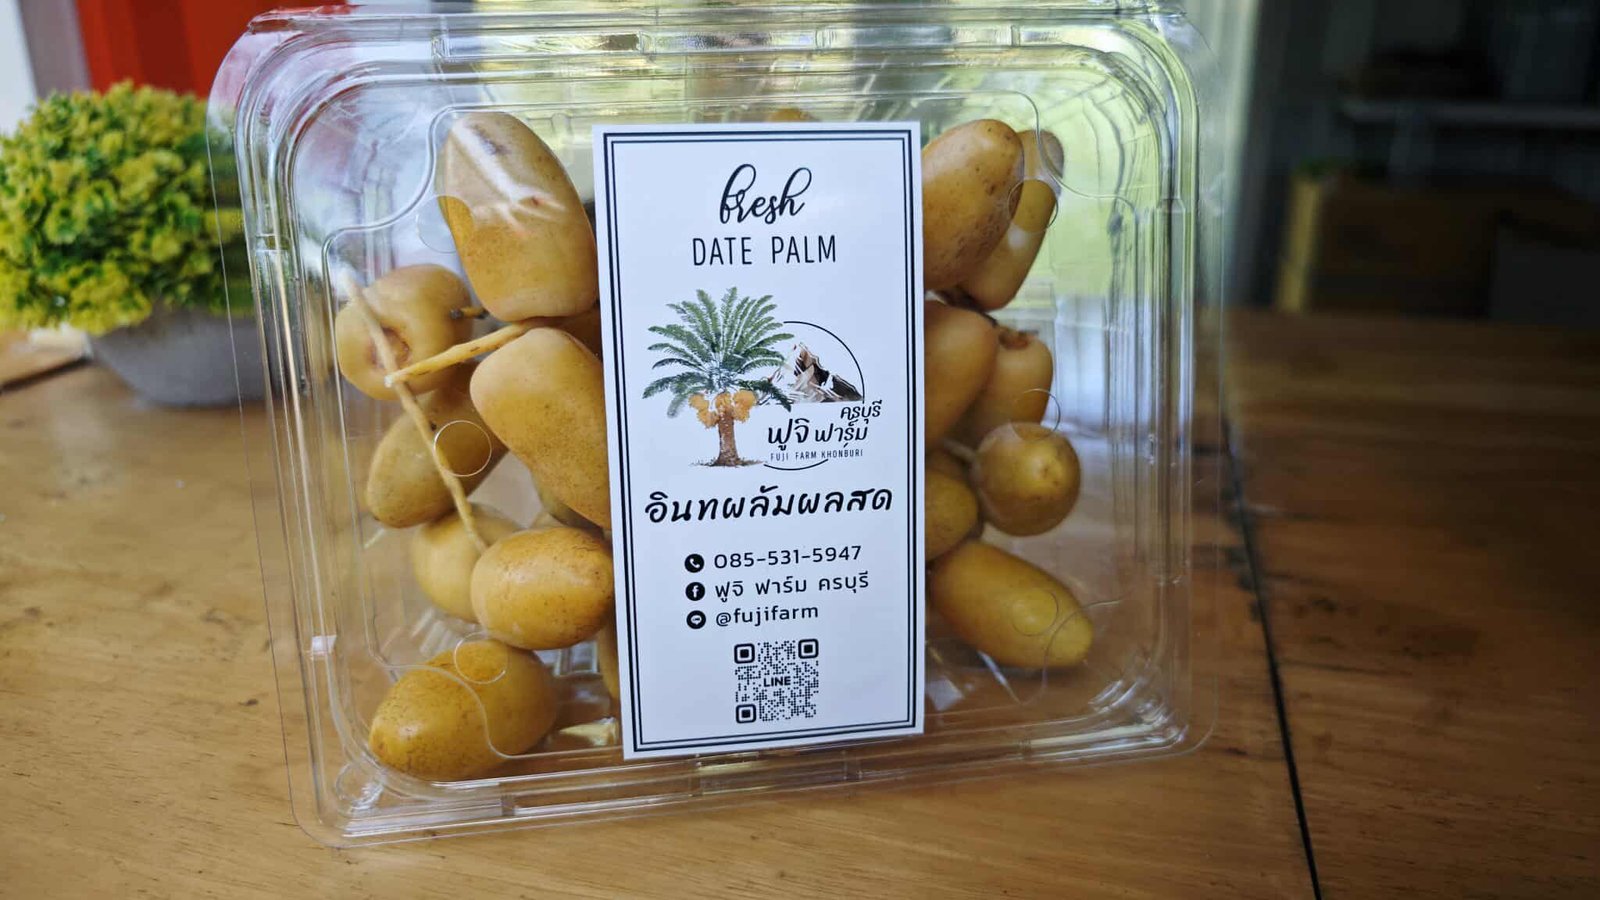 fresh
DATE PALM
ครบุรี
ฟูจิ ฟาร์ม
FUJI FARM KHONBURI
อินทผลัมผลสด
085-531-5947
ฟูจิ ฟาร์ม ครบุรี
@fujifarm
LINE